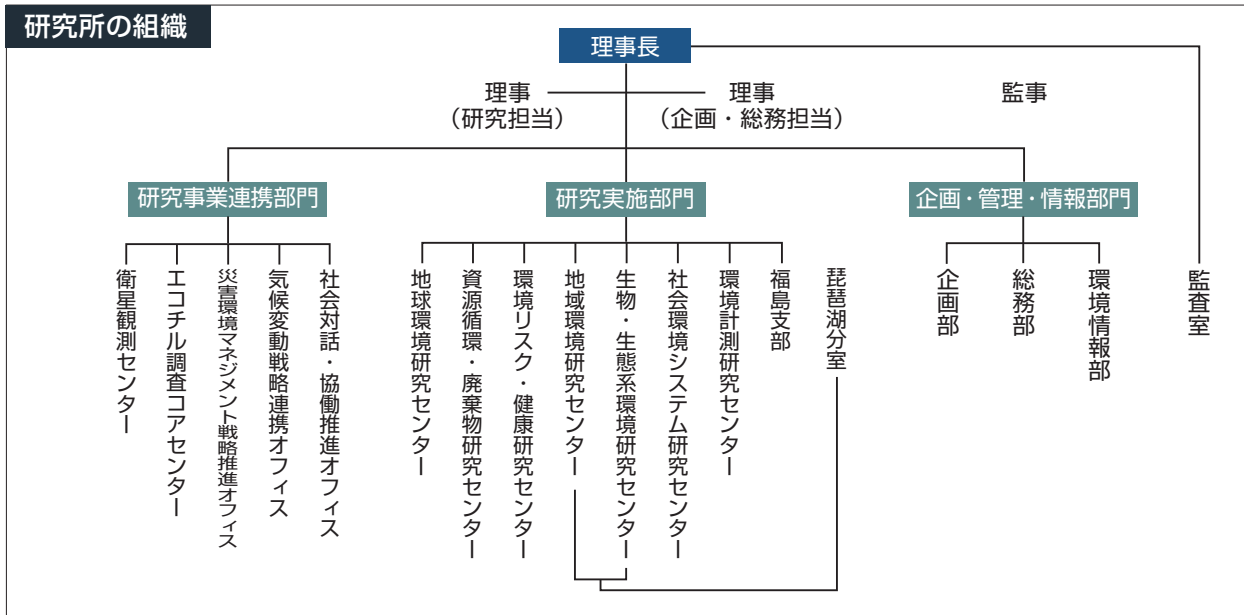 研究所の組織
理事長
理事
（研究担当）
理事
（企画・総務担当）
監事
研究事業連携部門
研究実施部門
企画・管理・情報部門
衛星観測センター
エコチル調査コアセンター
災害環境マネジメント戦略推進オフィス
気候変動戦略連携オフィス
社会対話・協働推進オフィス
地球環境研究センター
資源循環・廃棄物研究センター
環境リスク・健康研究センター
地域環境研究センター
生物・生態系環境研究センター
社会環境システム研究センター
環境計測研究センター
福島支部
琵琶湖分室
企画部
総務部
環境情報部
監査室